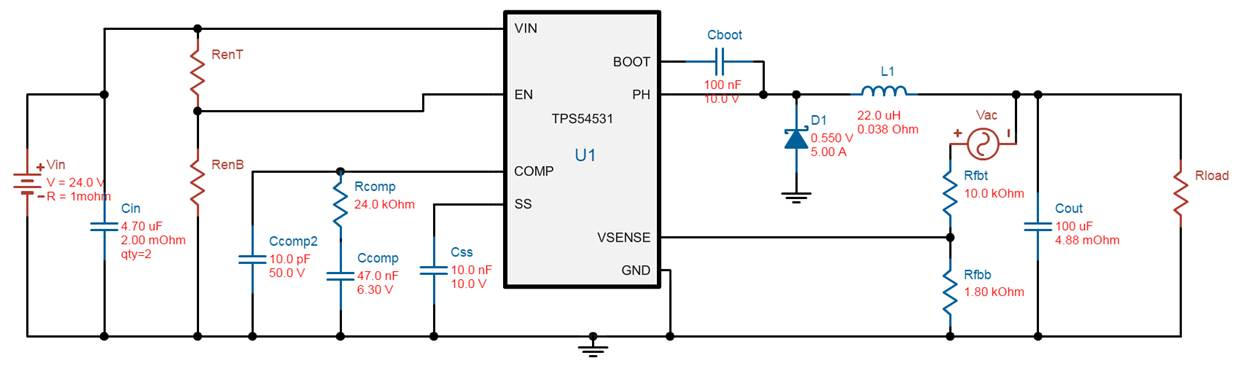 VIN
BOOT
EN
PH
TPS54531
U1
COMP
SS
VSENSE
GND
RenT
RenB
+
Vin
V = 24.0 V
- R = 1mohm
Cin
4.70 uF
2.00 mOhm
qty=2
Ccomp2
10.0 pF
50.0 V
Rcomp
24.0 kOhm
Ccomp
47.0 nF
6.30 V
Css
10.0 nF
10.0 V
Cboot
100 nF
10.0 V
D1
0.550 V
5.00 A
L1
22.0 uH
0.038 Ohm
Vac
+ -
Rfbt
10.0 kOhm
Rfbb
1.80 kOhm
Cout
100 uF
4.88 mOhm
Rload